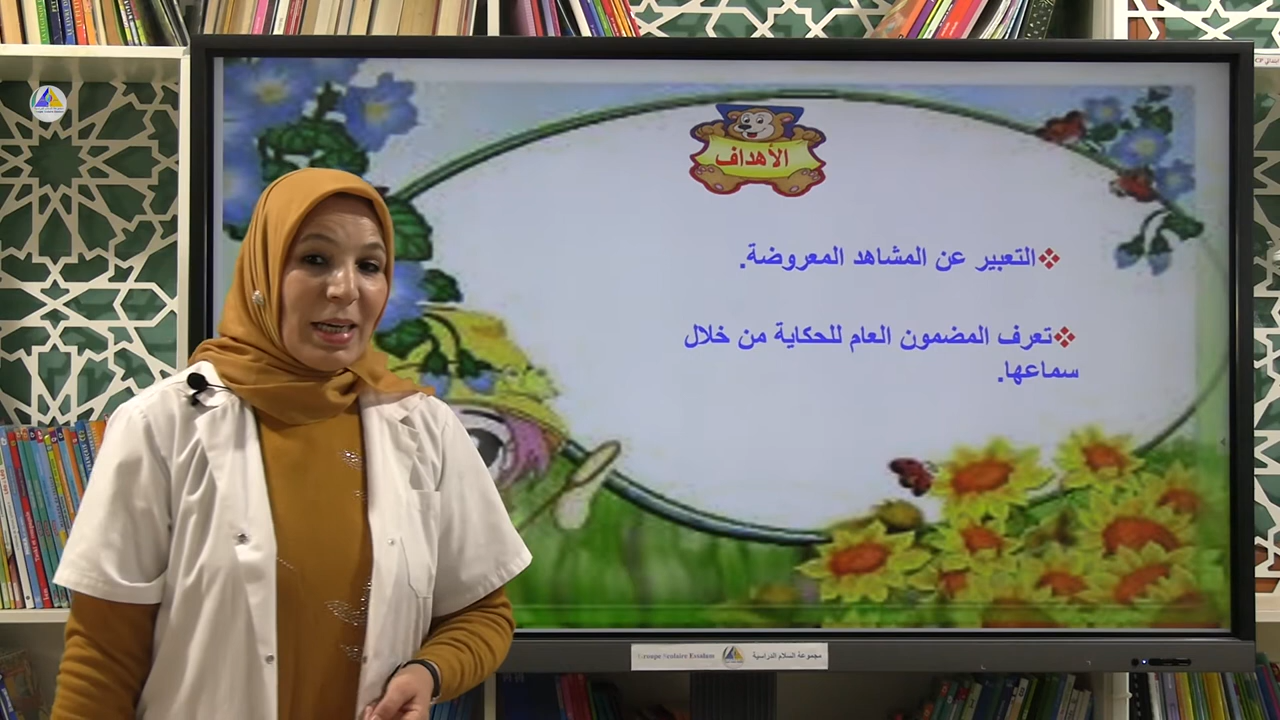 الأهداف
التعبير عن المشاهد المعروضة.
تعرف المضمون العام للحكاية من خلال
سماعها.
Groupe Scolaire Essalam
مجموعة السلام الدراسية